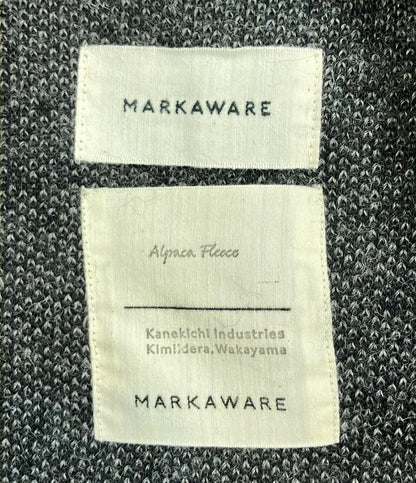 MARKAWARE
Alpaca Fleece
Kanekichi Industries
Kimiidera, Wakayama
MARKAWARE